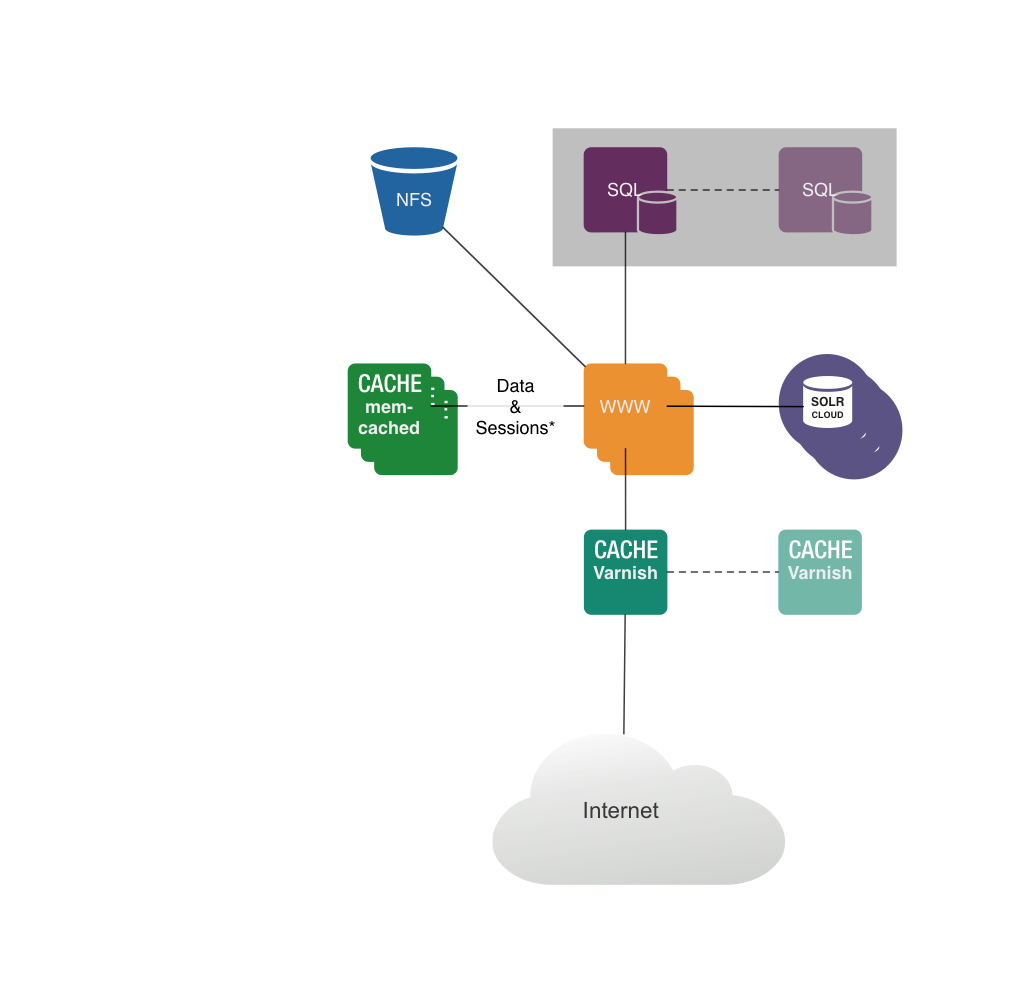 NFS
SQL
SQL
CACHE
mem-
cached
Data
&
Sessions*
WWW
SOLR
CLOUD
CACHE
Varnish
CACHE
Varnish
Internet